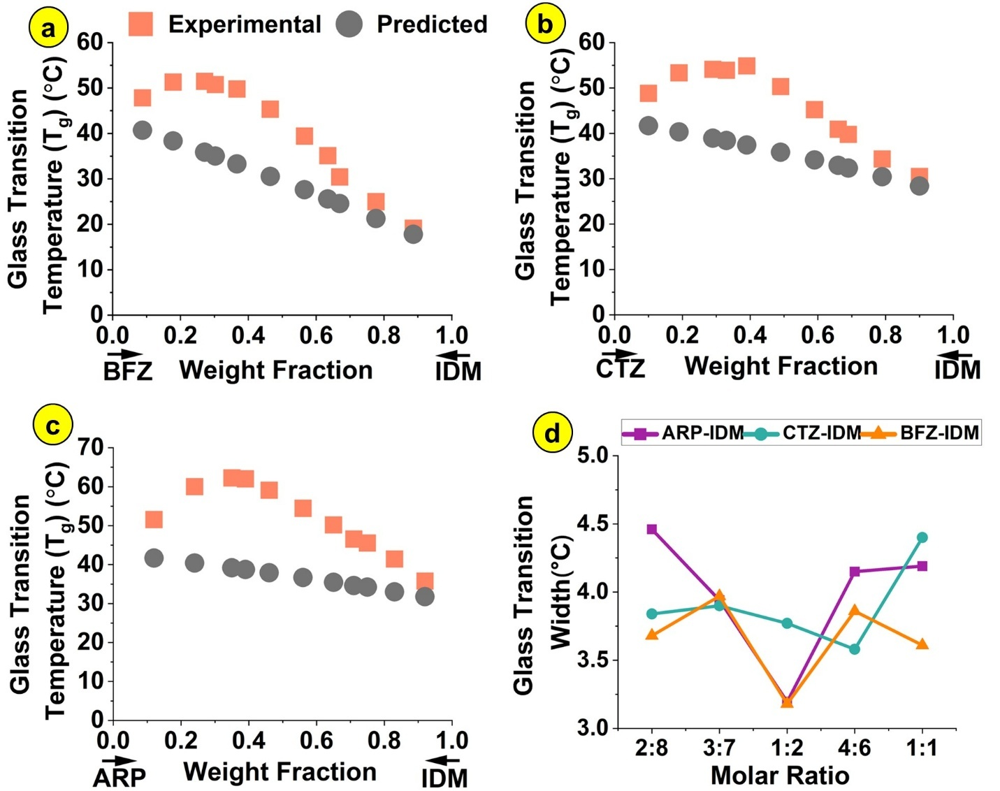 a
Experimental
Predicted
Glass Transition
Temperature (Tg) (°C)
60
50
40
30
20
10
0
0.0 0.2 0.4 0.6 0.8 1.0
BFZ Weight Fraction IDM
b
Glass Transition
Temperature (Tg) (°C)
60
50
40
30
20
10
0
0.0 0.2 0.4 0.6 0.8 1.0
CTZ Weight Fraction IDM
c
Glass Transition
Temperature (Tg) (°C)
70
60
50
40
30
20
10
0
0.0 0.2 0.4 0.6 0.8 1.0
ARP Weight Fraction IDM
d
ARP-IDM CTZ-IDM BFZ-IDM
Glass Transition
Width(°C)
5.0
4.5
4.0
3.5
3.0
2:8 3:7 1:2 4:6 1:1
Molar Ratio